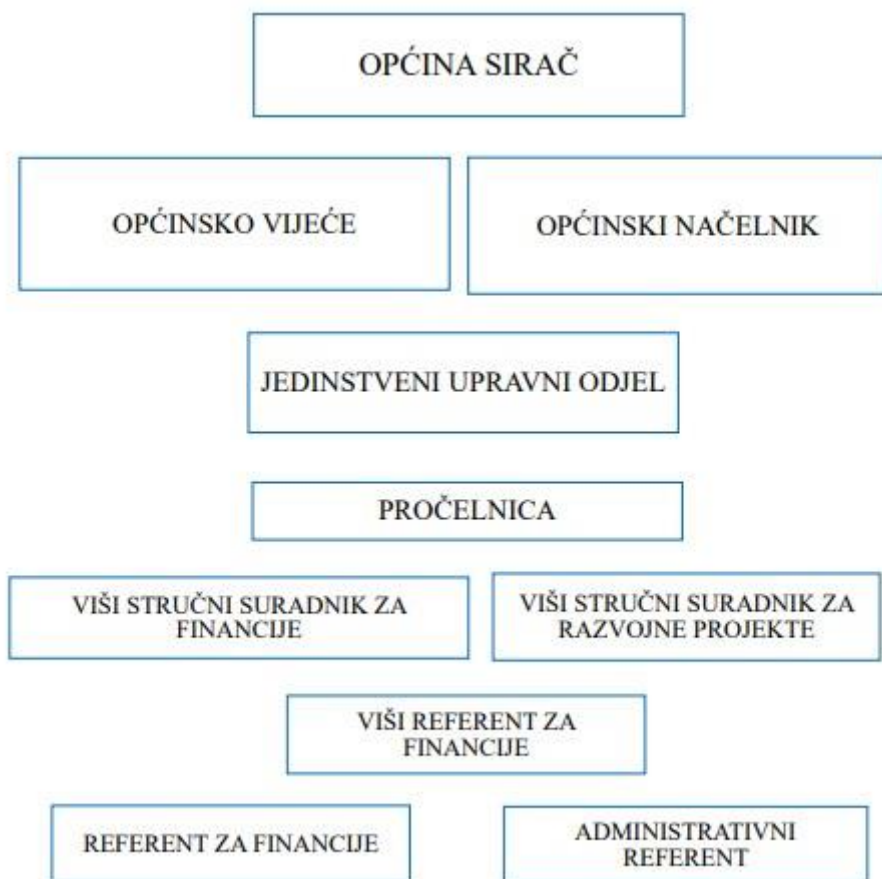 OPĆINA SIRAČ
OPĆINSKO VIJEĆE
OPĆINSKI NAČELNIK
JEDINSTVENI UPRAVNI ODJEL
PROČELNICA
VIŠI STRUČNI SURADNIK ZA
FINANCIJE
VIŠI STRUČNI SURADNIK ZA
RAZVOJNE PROJEKTE
VIŠI REFERENT ZA
FINANCIJE
REFERENT ZA FINANCIJE
ADMINISTRATIVNI
REFERENT